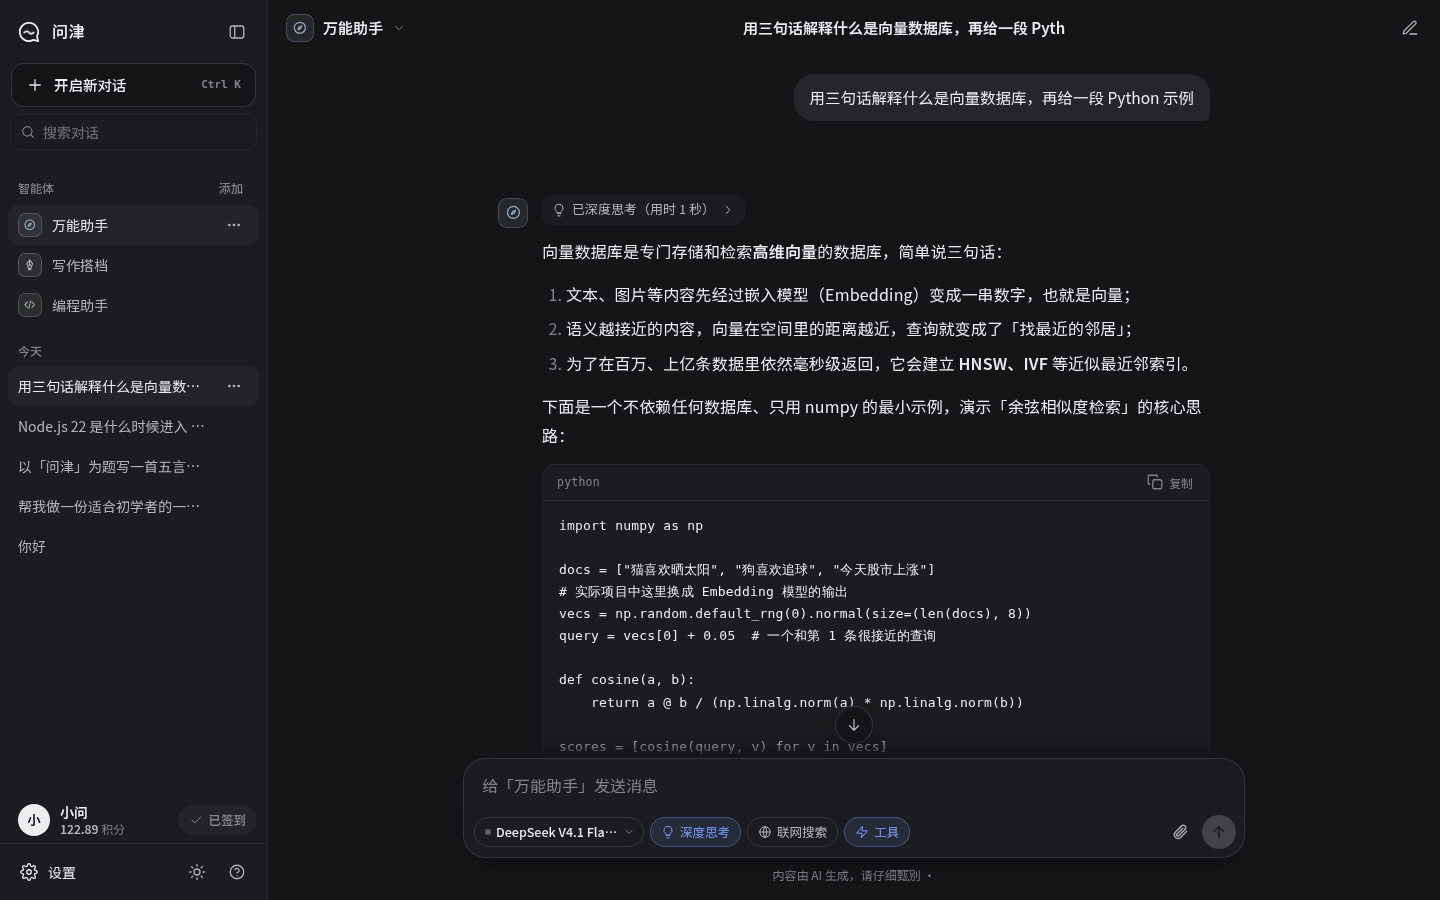 问津
开启新对话 Ctrl K
搜索对话
智能体 添加
万能助手
写作搭档
编程助手
今天
用三句话解释什么是向量数…
Node.js 22 是什么时候进入 …
以「问津」为题写一首五言…
帮我做一份适合初学者的一…
你好
小
小问
122.89 积分
已签到
设置
万能助手
用三句话解释什么是向量数据库，再给一段 Pyth
用三句话解释什么是向量数据库，再给一段 Python 示例
已深度思考（用时 1 秒）
向量数据库是专门存储和检索高维向量的数据库，简单说三句话：
1. 文本、图片等内容先经过嵌入模型（Embedding）变成一串数字，也就是向量；
2. 语义越接近的内容，向量在空间里的距离越近，查询就变成了「找最近的邻居」；
3. 为了在百万、上亿条数据里依然毫秒级返回，它会建立 HNSW、IVF 等近似最近邻索引。
下面是一个不依赖任何数据库、只用 numpy 的最小示例，演示「余弦相似度检索」的核心思
路：
python 复制
import numpy as np
docs = ["猫喜欢晒太阳", "狗喜欢追球", "今天股市上涨"]
# 实际项目中这里换成 Embedding 模型的输出
vecs = np.random.default_rng(0).normal(size=(len(docs), 8))
query = vecs[0] + 0.05  # 一个和第 1 条很接近的查询
def cosine(a, b):
    return a @ b / (np.linalg.norm(a) * np.linalg.norm(b))
scores = [cosine(query, v) for v in vecs]
给「万能助手」发送消息
DeepSeek V4.1 Fla…
深度思考
联网搜索
工具
内容由 AI 生成，请仔细甄别 •